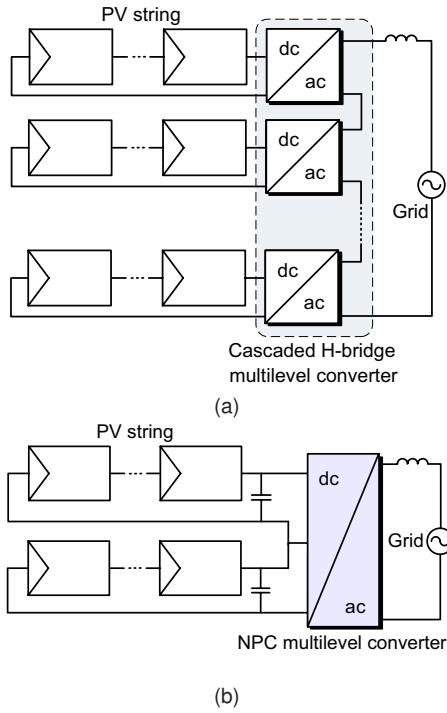 PV string
dc
ac
dc
ac
Grid
dc
ac
Cascaded H-bridge
multilevel converter
(a)
PV string
dc
Grid
ac
NPC multilevel converter
(b)